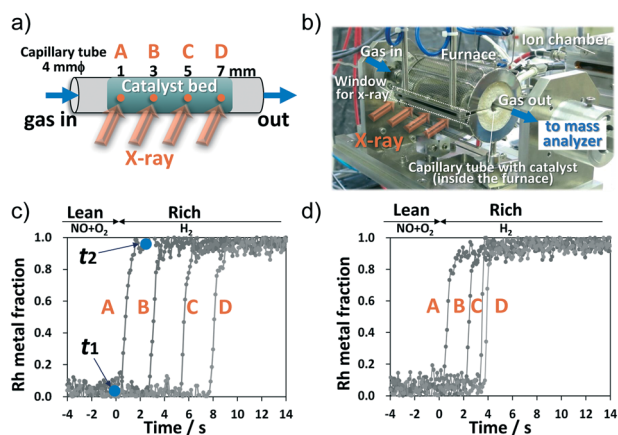 a)
Capillary tube
4 mmϕ
A B C D
1 3 5 7 mm
Catalyst bed
gas in
out
X-ray
b)
Gas in
Furnace
Ion chamber
Window
for x-ray
Gas out
X-ray
to mass
analyzer
Capillary tube with catalyst
(inside the furnace)
c)
Lean Rich
NO+O2 H2
Rh metal fraction
1.0
0.8
0.6
0.4
0.2
0.0
t2
A B C D
t1
-4 -2 0 2 4 6 8 10 12 14
Time / s
d)
Lean Rich
NO+O2 H2
Rh metal fraction
1.0
0.8
0.6
0.4
0.2
0.0
A B C D
-4 -2 0 2 4 6 8 10 12 14
Time / s